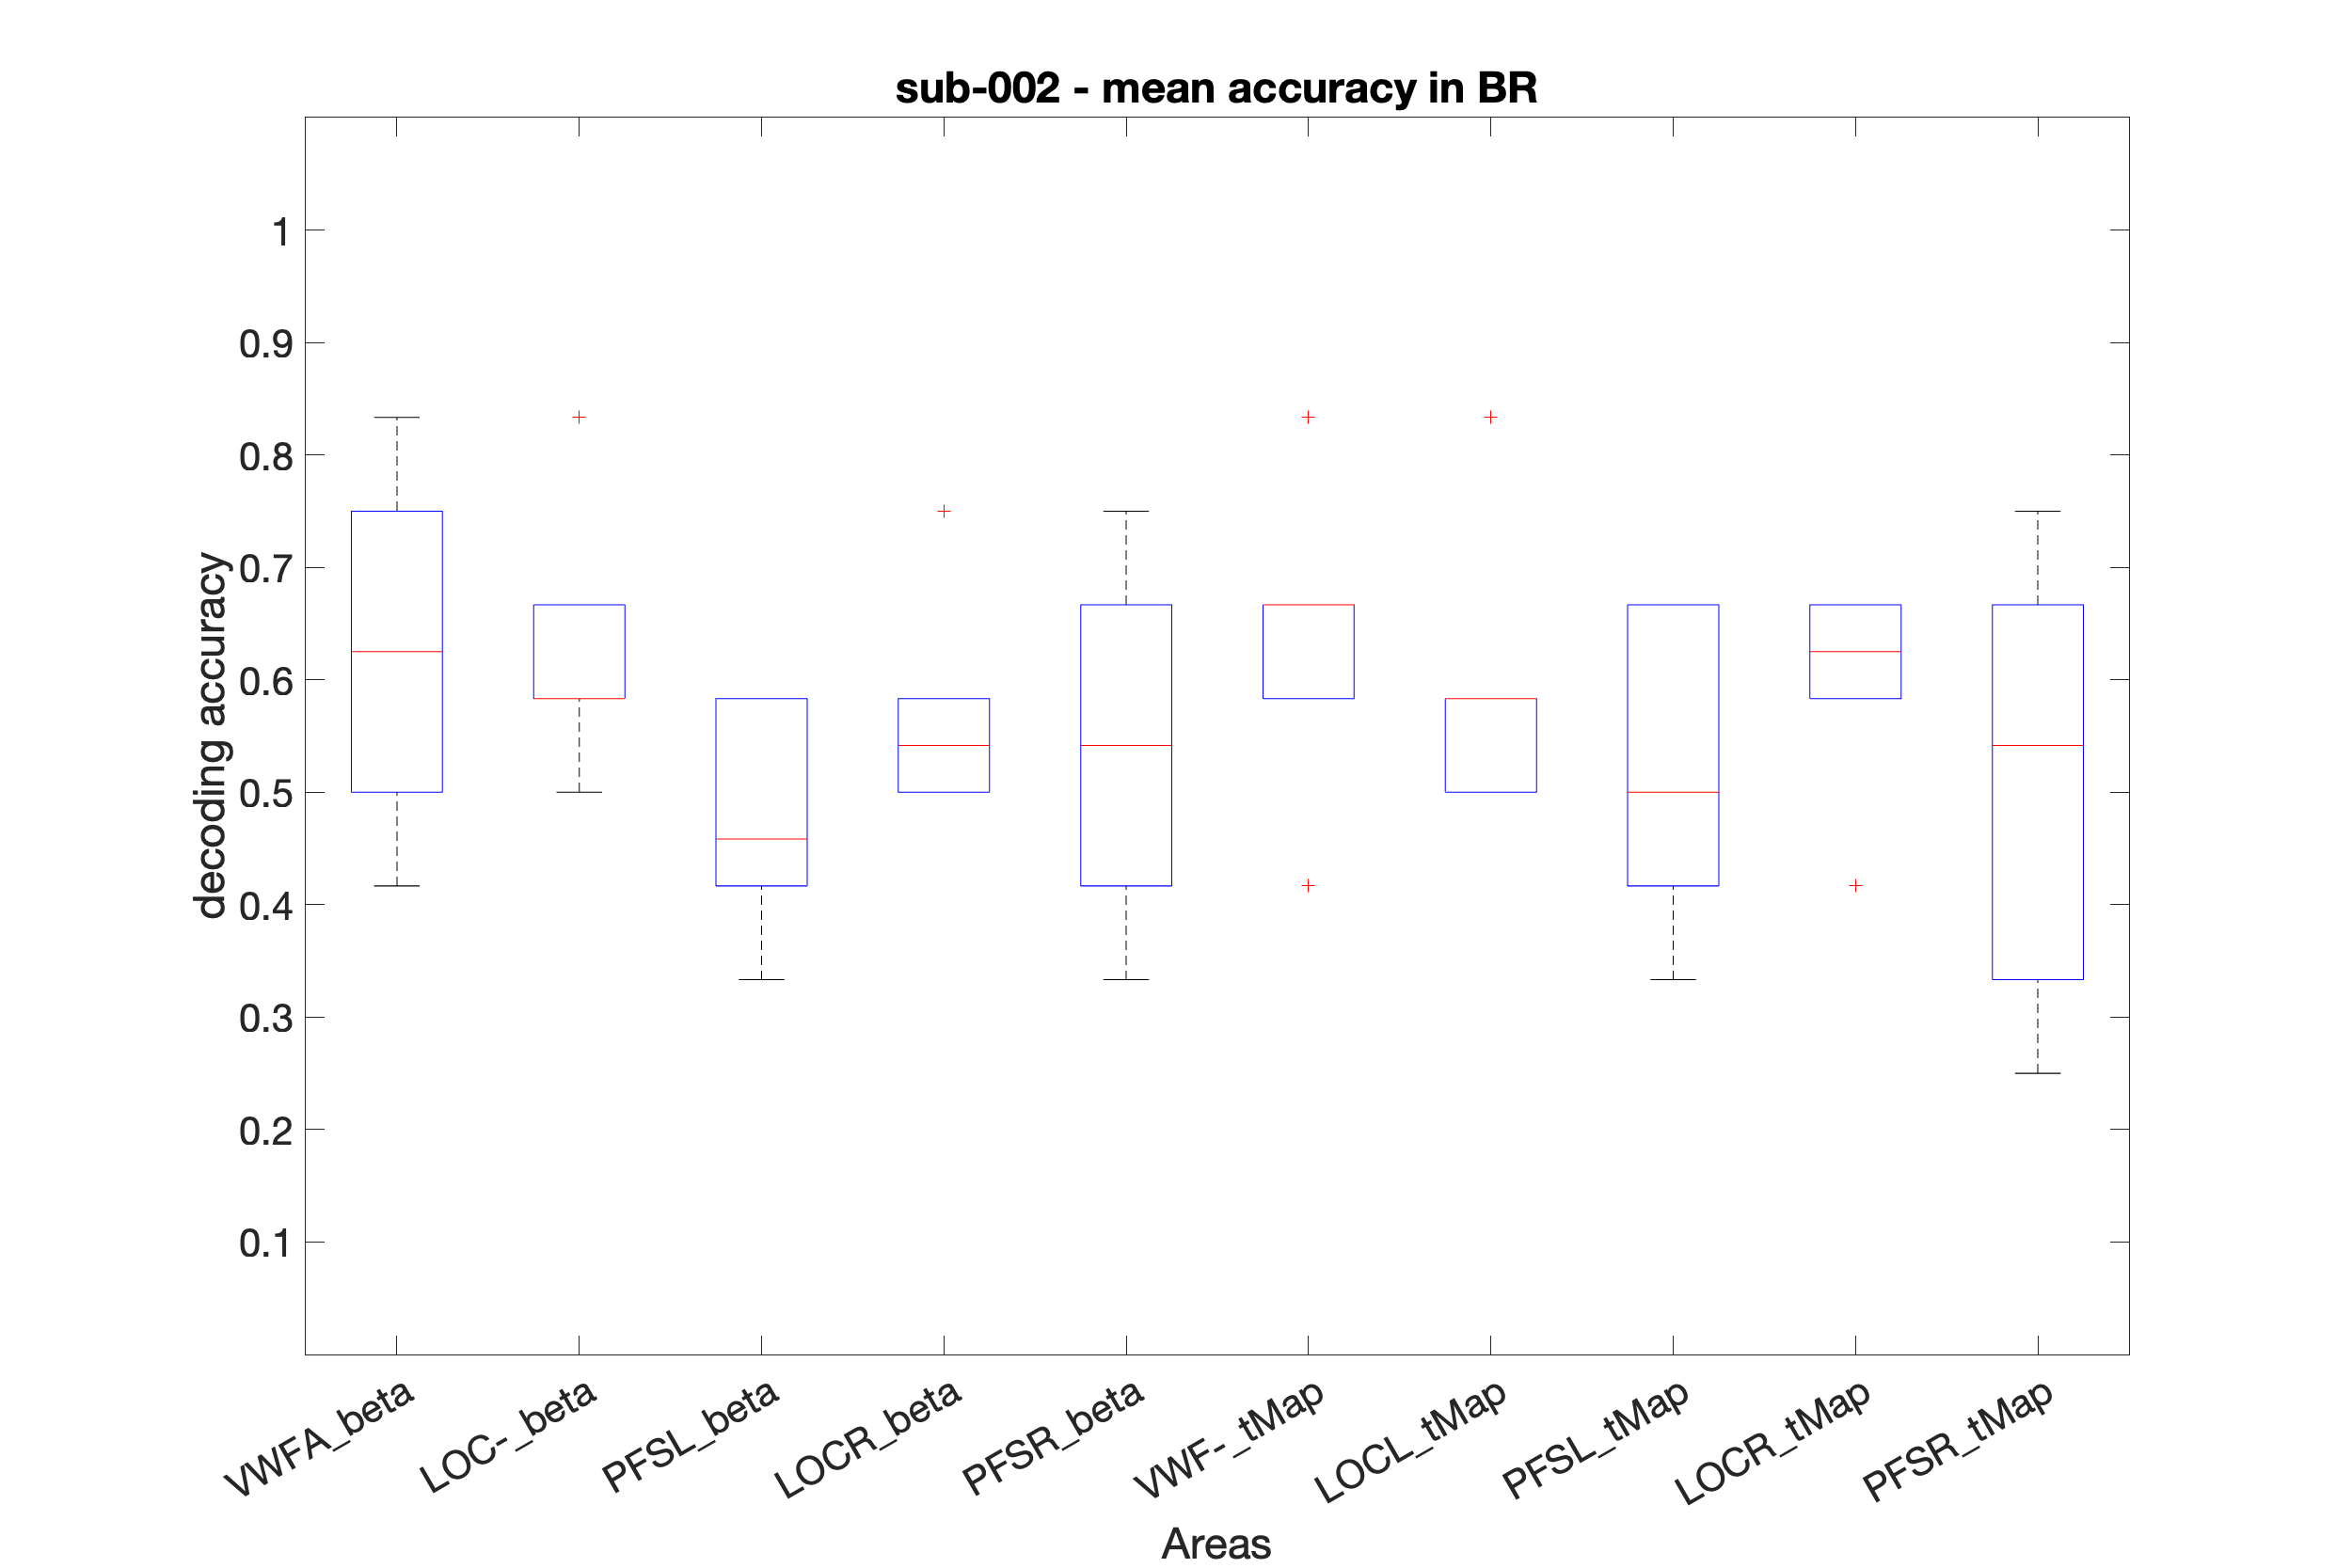 sub-002 - mean accuracy in BR
decoding accuracy
1
0.9
0.8
0.7
0.6
0.5
0.4
0.3
0.2
0.1
VWFA_beta
LOC-_beta
PFSL_beta
LOCR_beta
PFSR_beta
VWF-_tMap
LOCL_tMap
PFSL_tMap
LOCR_tMap
PFSR_tMap
Areas